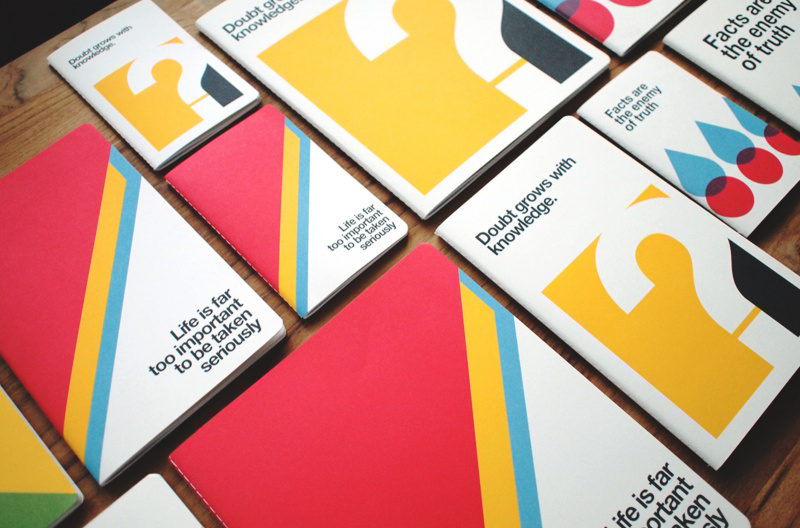 Doubt grows with
knowledge.
Doubt
knowledge.
Facts are
the enemy
of truth
Facts are
the enemy
of truth
Doubt grows with
knowledge.
Life is far
too important
to be taken
seriously
Life is far
too important
to be taken
seriously
Life is far